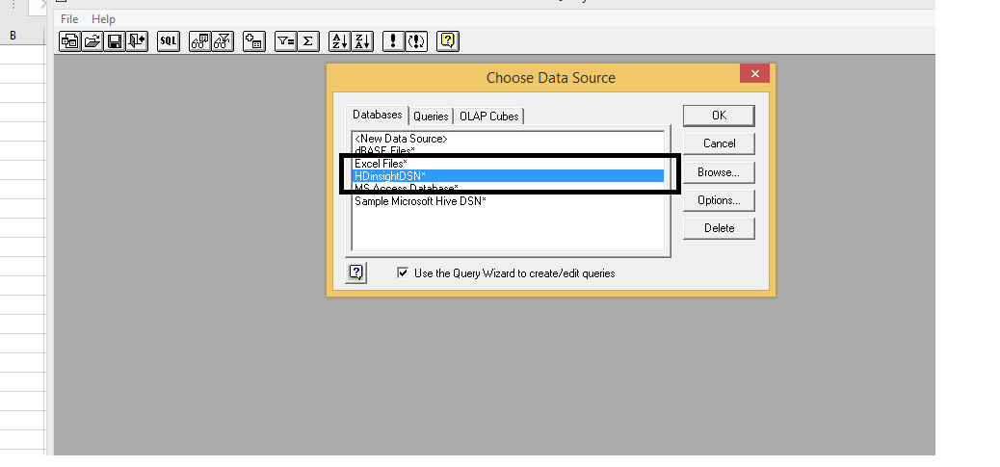 File Help
B
SQL
Choose Data Source
Databases Queries OLAP Cubes
<New Data Source>
dBASE Files*
Excel Files*
HDinsightDSN*
MS Access Database*
Sample Microsoft Hive DSN*
OK
Cancel
Browse...
Options...
Delete
Use the Query Wizard to create/edit queries